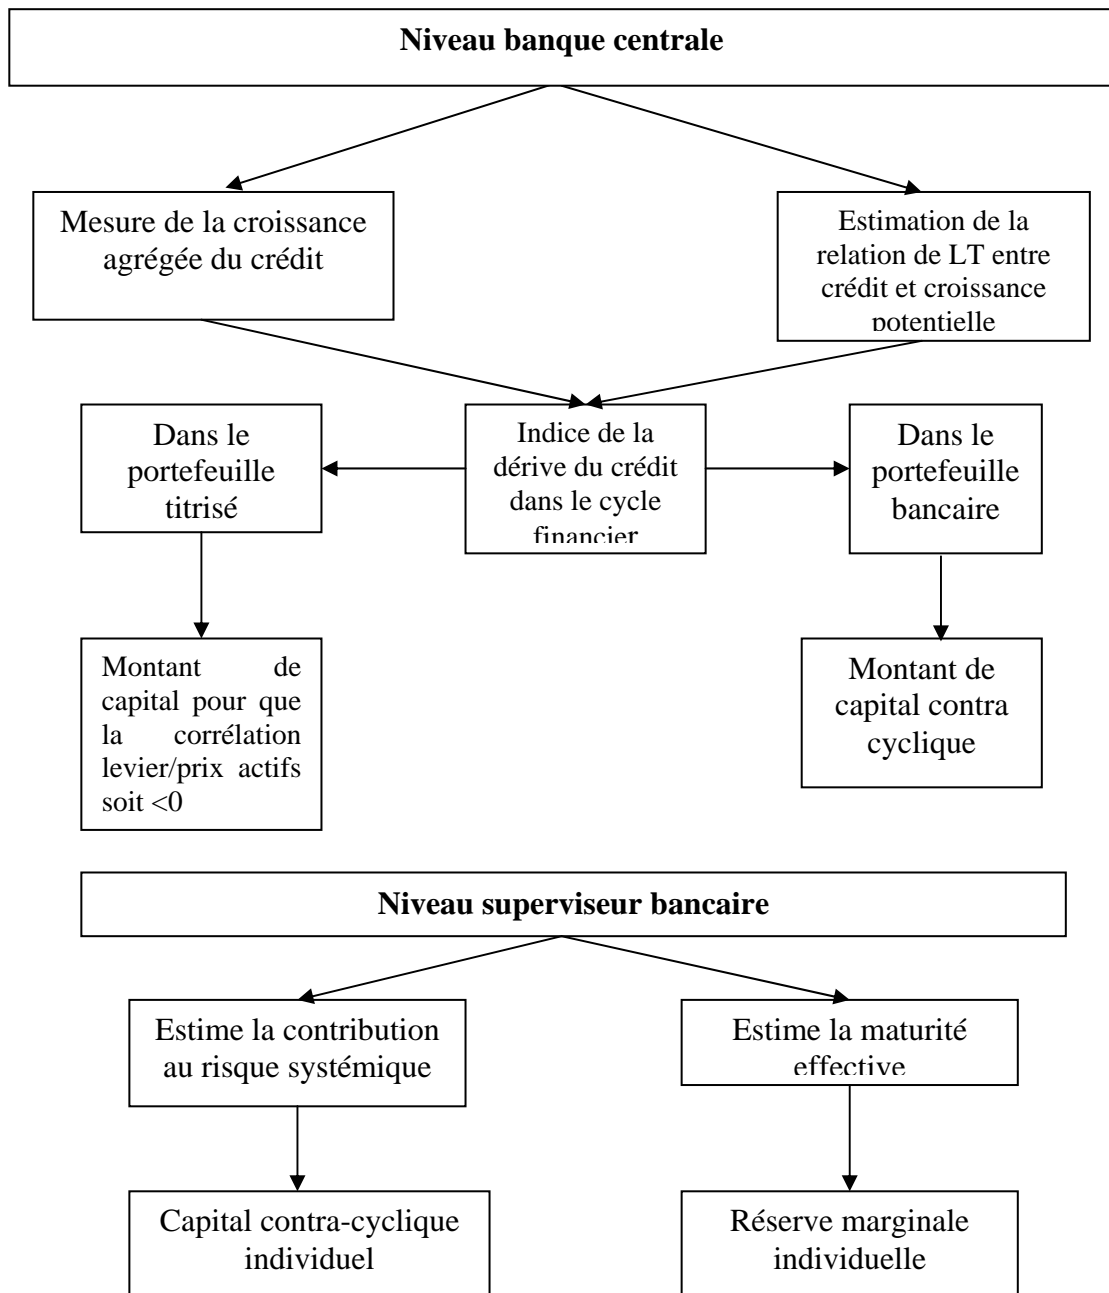 Niveau banque centrale
Mesure de la croissance
agrégée du crédit
Estimation de la
relation de LT entre
crédit et croissance
potentielle
Dans le
portefeuille
titrisé
Indice de la
dérive du crédit
dans le cycle
financier
Dans le
portefeuille
bancaire
Montant de
capital pour que
la corrélation
levier/prix actifs
soit <0
Montant de
capital contra
cyclique
Niveau superviseur bancaire
Estime la contribution
au risque systémique
Estime la maturité
effective
Capital contra-cyclique
individuel
Réserve marginale
individuelle